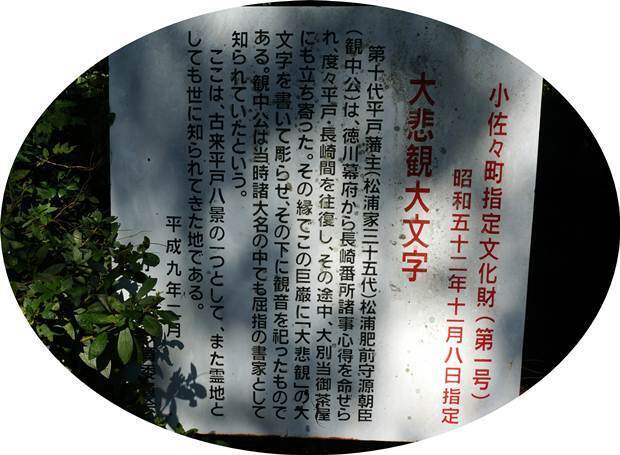 小佐々町指定文化財(第一号)
昭和五十二年十一月八日指定
大悲観大文字
第十代平戸藩主(松浦家三十五代)松浦肥前守源朝臣
(観中公)は、徳川幕府から長崎番所諸事心得を命ぜら
れ、度々平戸・長崎間を往復し、その途中、大別当御茶屋
にも立ち寄った。その縁でこの巨巌に「大悲観」の大
文字を書いて彫らせ、その下に観音を祀ったもので
ある。観中公は当時諸大名の中でも屈指の書家として
知られていたという。
ここは、古来平戸八景の一つとして、また霊地と
しても世に知られてきた地である。
平成九年二月